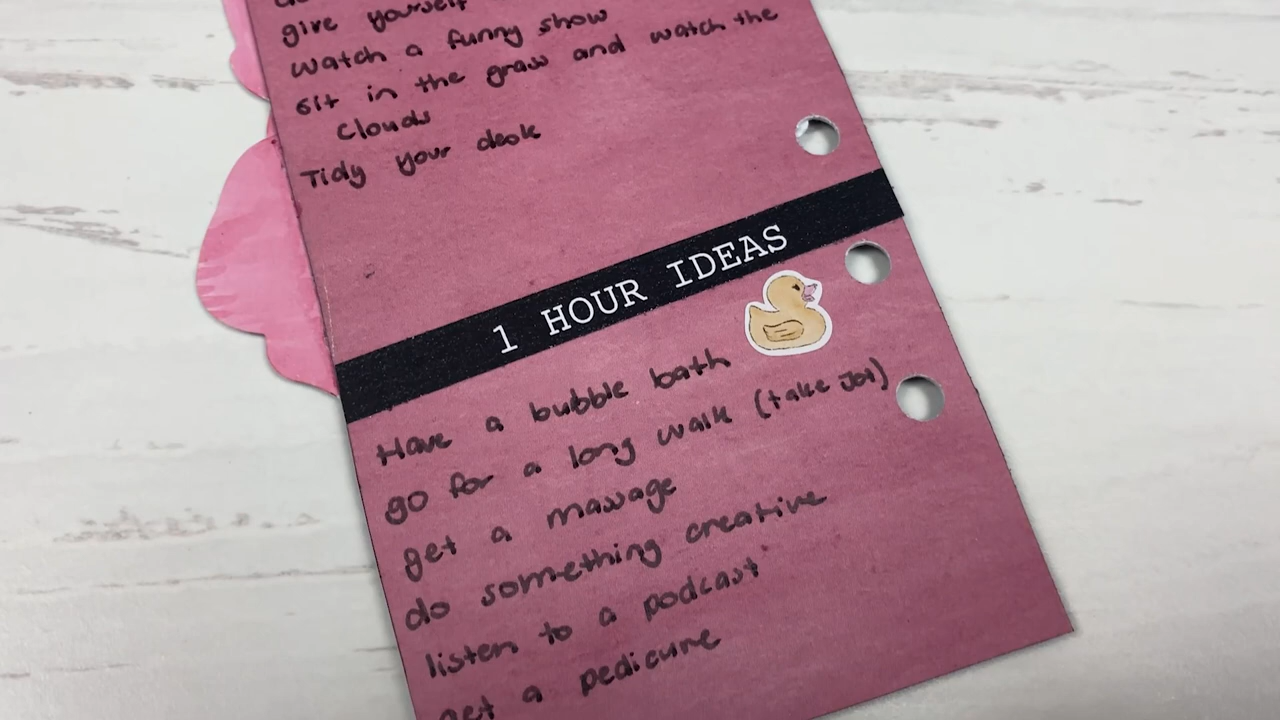 give yourself
watch a funny show
sit in the grass and watch the
clouds
Tidy your desk
1 HOUR IDEAS
Have a bubble bath
go for a long walk (take Jot)
get a massage
do something creative
listen to a podcast
get a pedicure